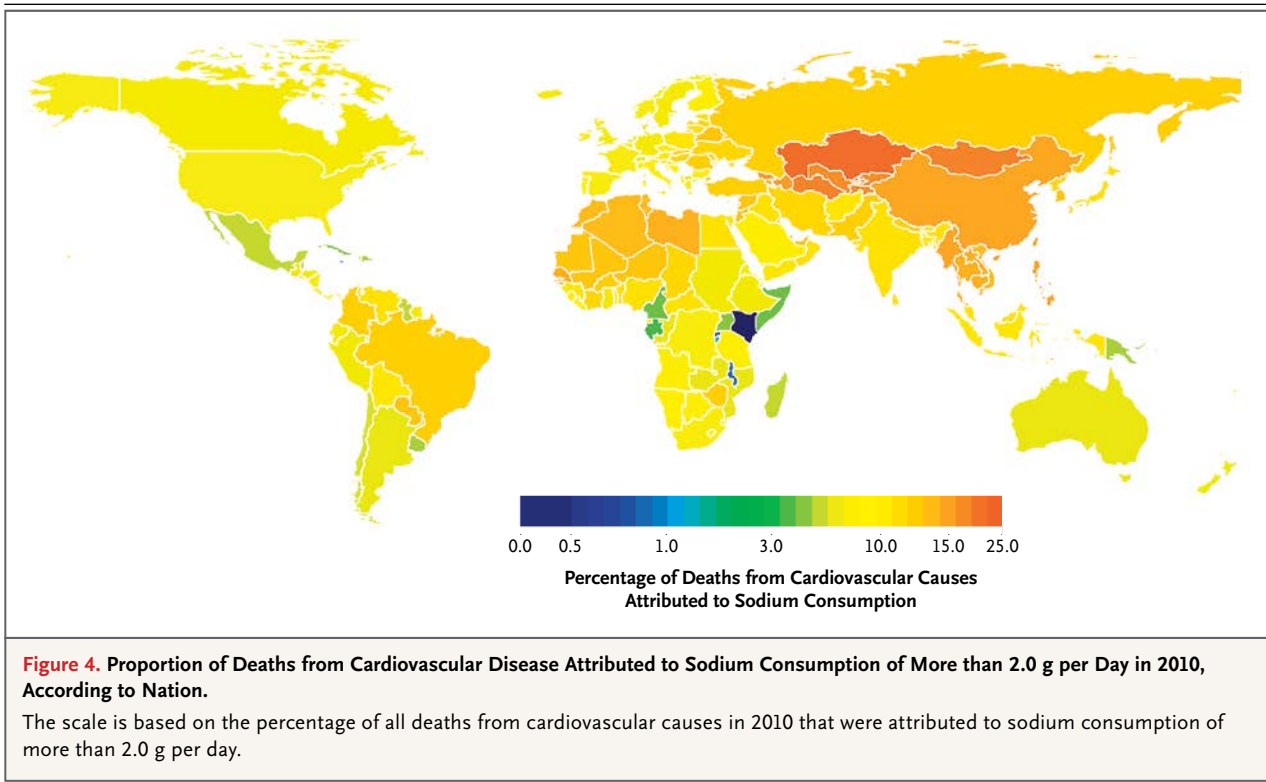 0.0 0.5 1.0 3.0 10.0 15.0 25.0
Percentage of Deaths from Cardiovascular Causes
Attributed to Sodium Consumption
Figure 4. Proportion of Deaths from Cardiovascular Disease Attributed to Sodium Consumption of More than 2.0 g per Day in 2010,
According to Nation.
The scale is based on the percentage of all deaths from cardiovascular causes in 2010 that were attributed to sodium consumption of
more than 2.0 g per day.